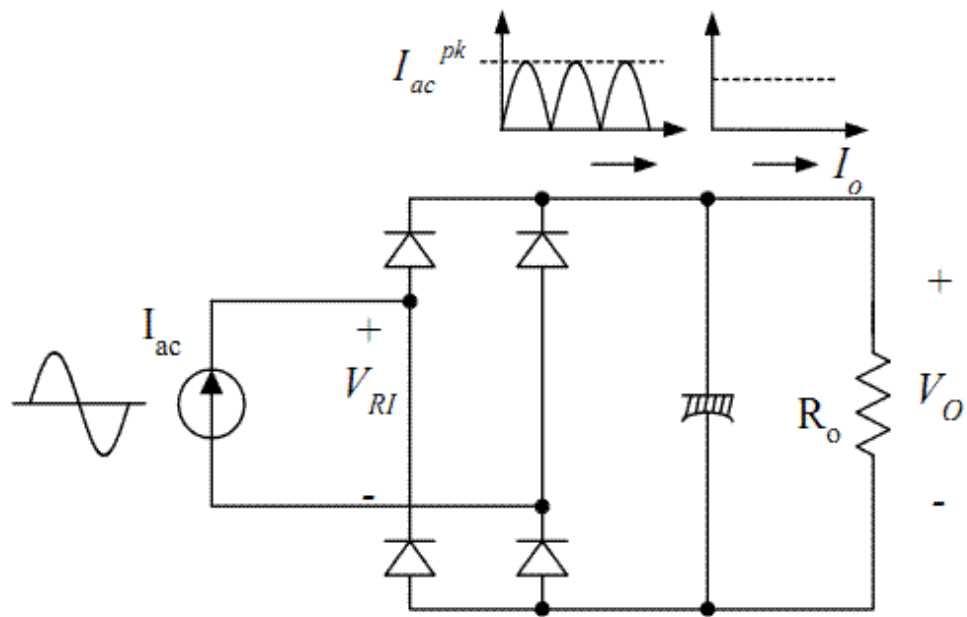 I_ac^pk
I_o
I_ac
+
V_RI
-
R_o
+
V_O
-